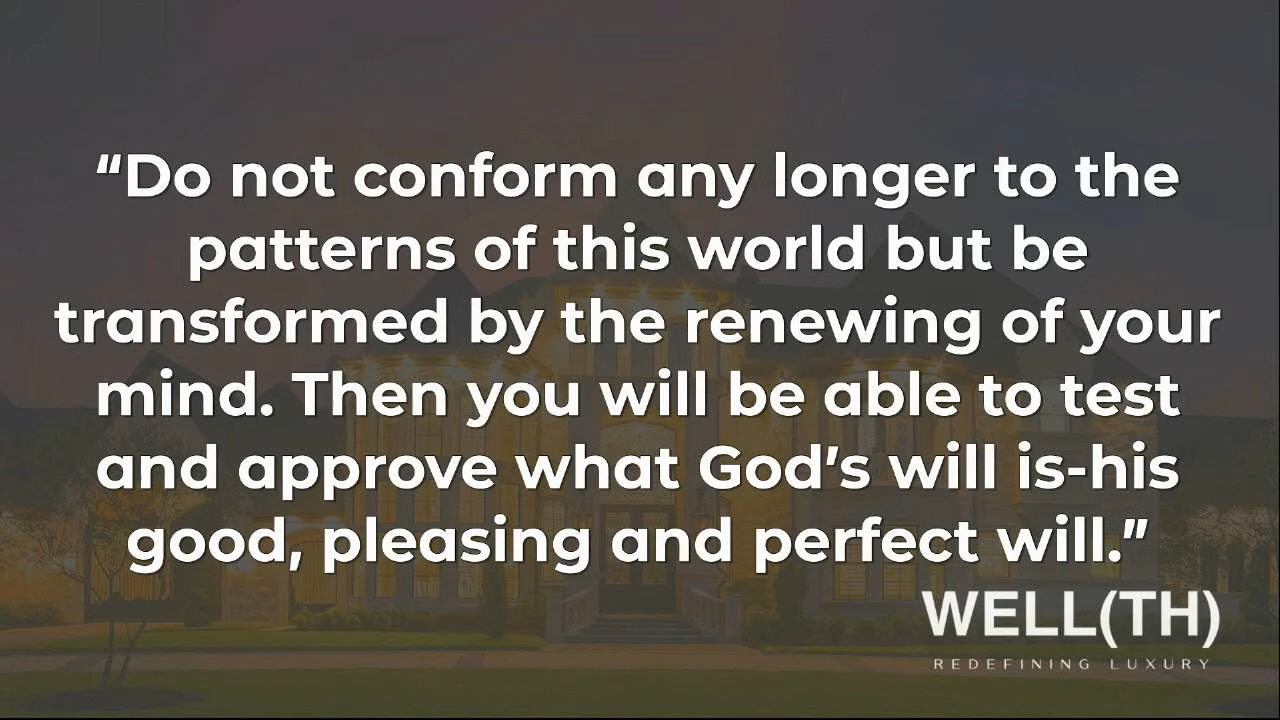 “Do not conform any longer to the
patterns of this world but be
transformed by the renewing of your
mind. Then you will be able to test
and approve what God’s will is-his
good, pleasing and perfect will.”
WELL(TH)
REDEFINING LUXURY